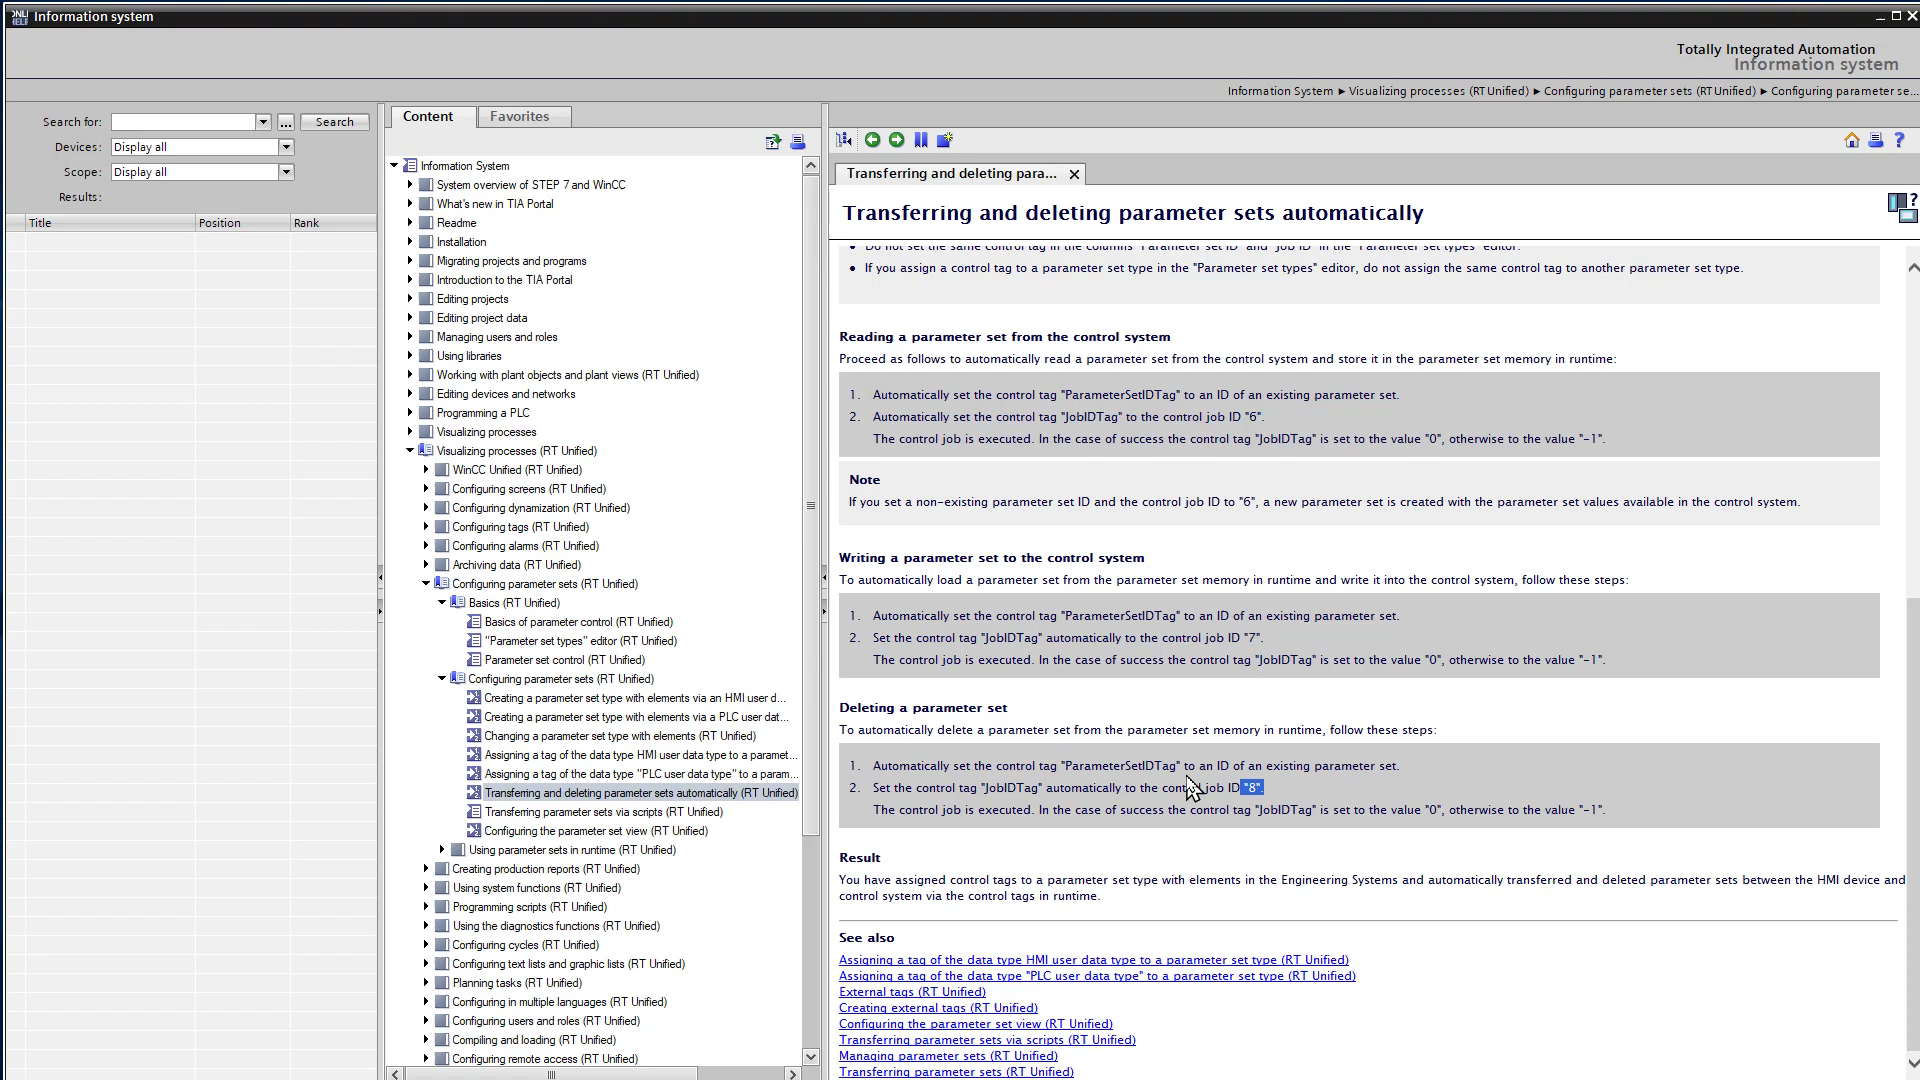 Information system
Totally Integrated Automation
Information system
Information System ► Visualizing processes (RT Unified) ► Configuring parameter sets (RT Unified) ► Configuring parameter se...
Search for:
...
Search
Devices:
Display all
Scope:
Display all
Results:
Title
Position
Rank
Content
Favorites
Information System
System overview of STEP 7 and WinCC
What's new in TIA Portal
Readme
Installation
Migrating projects and programs
Introduction to the TIA Portal
Editing projects
Editing project data
Managing users and roles
Using libraries
Working with plant objects and plant views (RT Unified)
Editing devices and networks
Programming a PLC
Visualizing processes
Visualizing processes (RT Unified)
WinCC Unified (RT Unified)
Configuring screens (RT Unified)
Configuring dynamization (RT Unified)
Configuring tags (RT Unified)
Configuring alarms (RT Unified)
Archiving data (RT Unified)
Configuring parameter sets (RT Unified)
Basics (RT Unified)
Basics of parameter control (RT Unified)
"Parameter set types" editor (RT Unified)
Parameter set control (RT Unified)
Configuring parameter sets (RT Unified)
Creating a parameter set type with elements via an HMI user d...
Creating a parameter set type with elements via a PLC user dat...
Changing a parameter set type with elements (RT Unified)
Assigning a tag of the data type HMI user data type to a paramet...
Assigning a tag of the data type "PLC user data type" to a param...
Transferring and deleting parameter sets automatically (RT Unified)
Transferring parameter sets via scripts (RT Unified)
Configuring the parameter set view (RT Unified)
Using parameter sets in runtime (RT Unified)
Creating production reports (RT Unified)
Using system functions (RT Unified)
Programming scripts (RT Unified)
Using the diagnostics functions (RT Unified)
Configuring cycles (RT Unified)
Configuring text lists and graphic lists (RT Unified)
Planning tasks (RT Unified)
Configuring in multiple languages (RT Unified)
Configuring users and roles (RT Unified)
Compiling and loading (RT Unified)
Configuring remote access (RT Unified)
Transferring and deleting para...
Transferring and deleting parameter sets automatically
• Do not set the same control tag in the columns "Parameter set ID" and "Job ID" in the "Parameter set types" editor.
• If you assign a control tag to a parameter set type in the "Parameter set types" editor, do not assign the same control tag to another parameter set type.
Reading a parameter set from the control system
Proceed as follows to automatically read a parameter set from the control system and store it in the parameter set memory in runtime:
1. Automatically set the control tag "ParameterSetIDTag" to an ID of an existing parameter set.
2. Automatically set the control tag "JobIDTag" to the control job ID "6".
The control job is executed. In the case of success the control tag "JobIDTag" is set to the value "0", otherwise to the value "-1".
Note
If you set a non-existing parameter set ID and the control job ID to "6", a new parameter set is created with the parameter set values available in the control system.
Writing a parameter set to the control system
To automatically load a parameter set from the parameter set memory in runtime and write it into the control system, follow these steps:
1. Automatically set the control tag "ParameterSetIDTag" to an ID of an existing parameter set.
2. Set the control tag "JobIDTag" automatically to the control job ID "7".
The control job is executed. In the case of success the control tag "JobIDTag" is set to the value "0", otherwise to the value "-1".
Deleting a parameter set
To automatically delete a parameter set from the parameter set memory in runtime, follow these steps:
1. Automatically set the control tag "ParameterSetIDTag" to an ID of an existing parameter set.
2. Set the control tag "JobIDTag" automatically to the control job ID "8".
The control job is executed. In the case of success the control tag "JobIDTag" is set to the value "0", otherwise to the value "-1".
Result
You have assigned control tags to a parameter set type with elements in the Engineering Systems and automatically transferred and deleted parameter sets between the HMI device and
control system via the control tags in runtime.
See also
Assigning a tag of the data type HMI user data type to a parameter set type (RT Unified)
Assigning a tag of the data type "PLC user data type" to a parameter set type (RT Unified)
External tags (RT Unified)
Creating external tags (RT Unified)
Configuring the parameter set view (RT Unified)
Transferring parameter sets via scripts (RT Unified)
Managing parameter sets (RT Unified)
Transferring parameter sets (RT Unified)